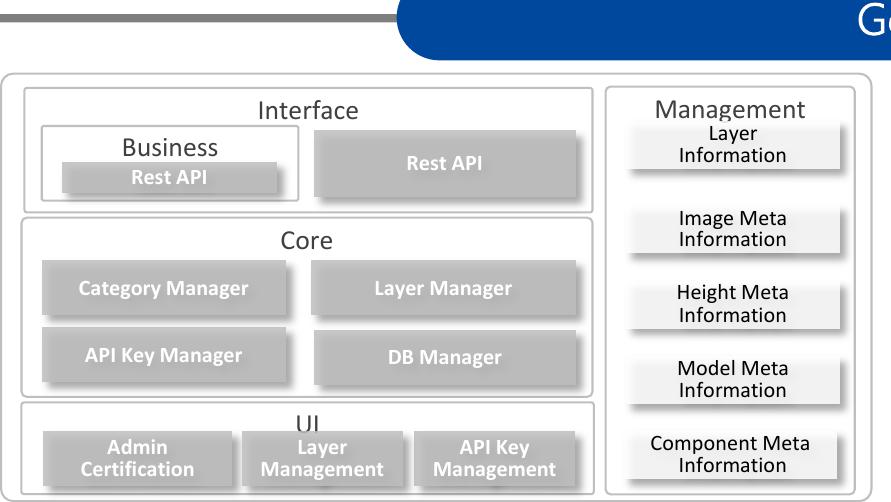 Interface
Business
Rest API
Rest API
Core
Category Manager
Layer Manager
API Key Manager
DB Manager
UI
Admin
Certification
Layer
Management
API Key
Management
Management
Layer
Information
Image Meta
Information
Height Meta
Information
Model Meta
Information
Component Meta
Information